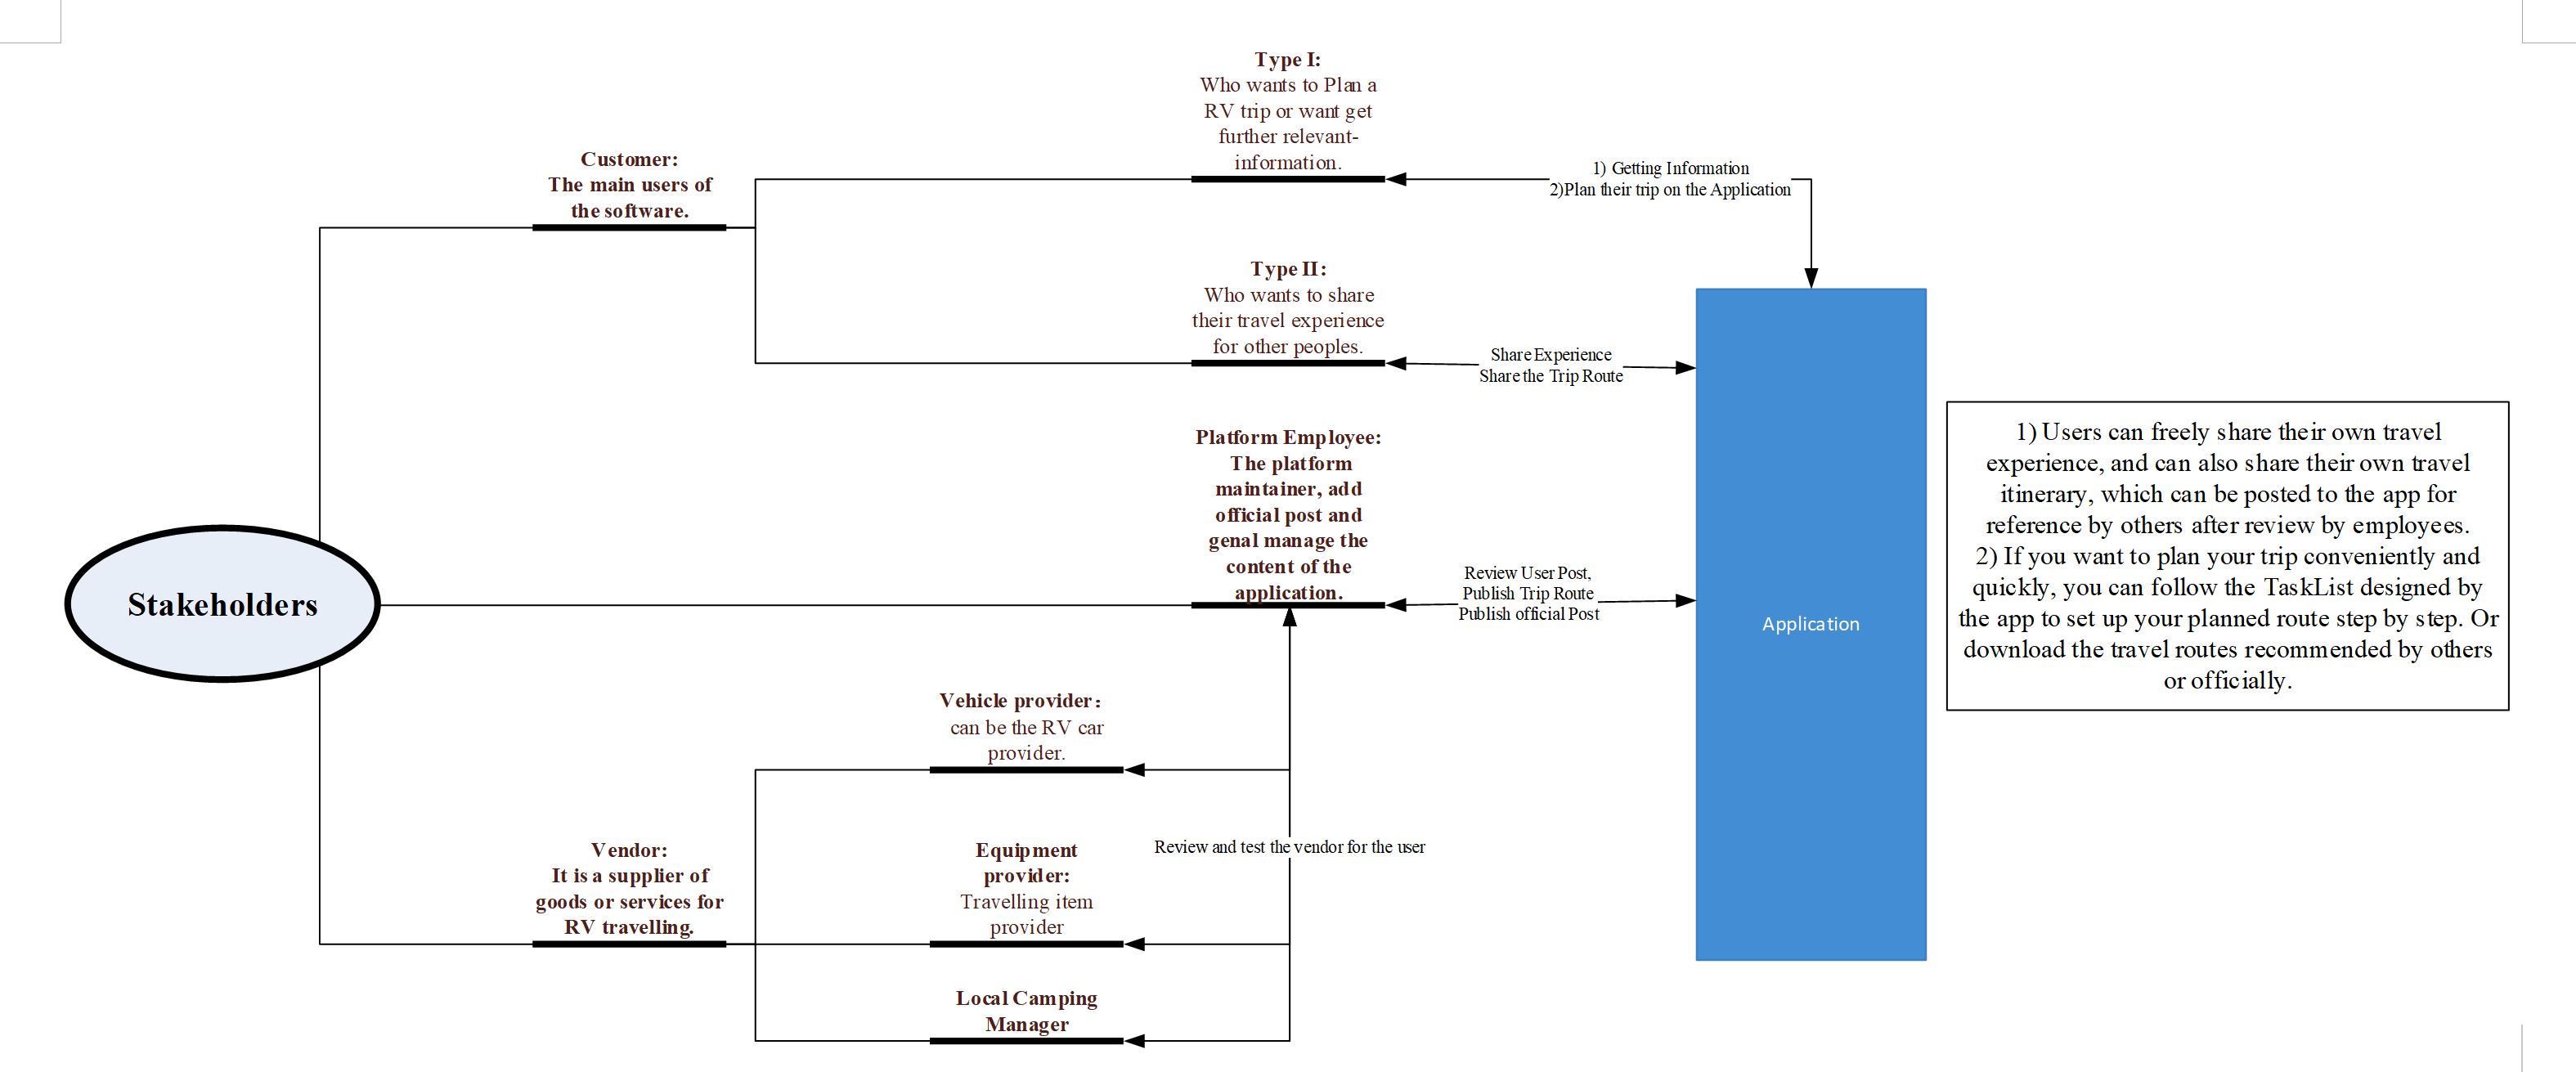 Type I:
Who wants to Plan a
RV trip or want get
further relevant-
information.
Customer:
The main users of
the software.
1) Getting Information
2)Plan their trip on the Application
Type II:
Who wants to share
their travel experience
for other peoples.
Share Experience
Share the Trip Route
Platform Employee:
The platform
maintainer, add
official post and
genal manage the
content of the
application.
Review User Post,
Publish Trip Route
Publish official Post
Stakeholders
Application
1) Users can freely share their own travel
experience, and can also share their own travel
itinerary, which can be posted to the app for
reference by others after review by employees.
2) If you want to plan your trip conveniently and
quickly, you can follow the TaskList designed by
the app to set up your planned route step by step. Or
download the travel routes recommended by others
or officially.
Vehicle provider:
can be the RV car
provider.
Vendor:
It is a supplier of
goods or services for
RV travelling.
Equipment
provider:
Travelling item
provider
Review and test the vendor for the user
Local Camping
Manager